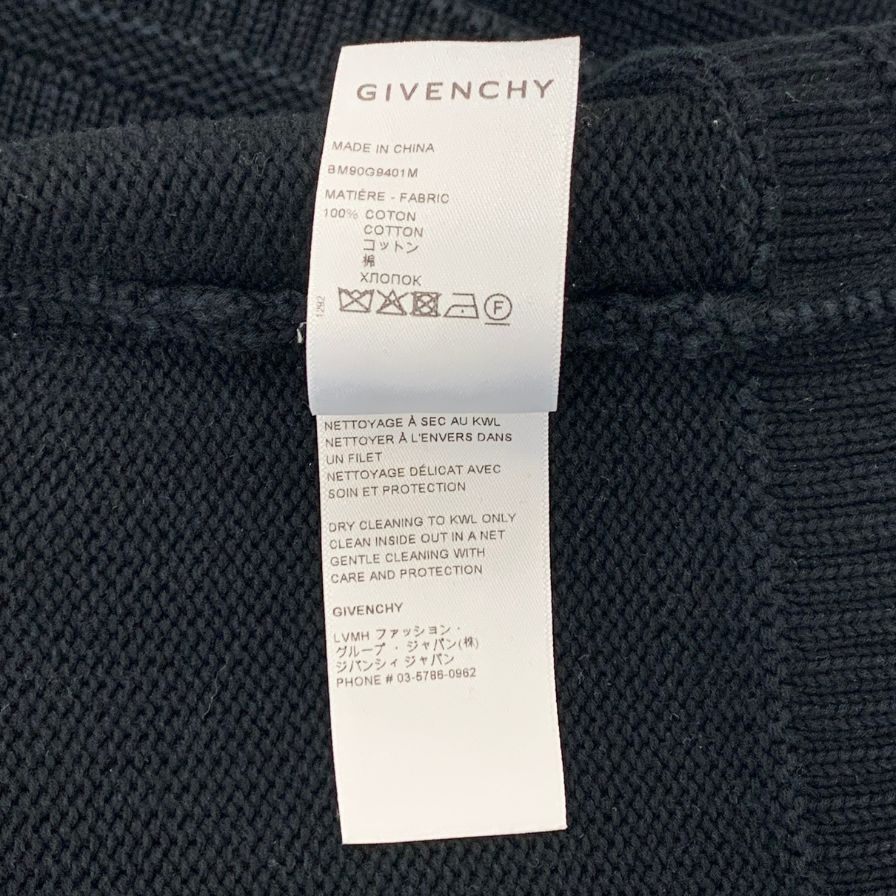 GIVENCHY
MADE IN CHINA
BM90G9401M
MATIÈRE - FABRIC
100% COTON
COTTON
コットン
棉
ХЛОПОК
1292
F
NETTOYAGE À SEC AU KWL
NETTOYER À L'ENVERS DANS
UN FILET
NETTOYAGE DÉLICAT AVEC
SOIN ET PROTECTION
DRY CLEANING TO KWL ONLY
CLEAN INSIDE OUT IN A NET
GENTLE CLEANING WITH
CARE AND PROTECTION
GIVENCHY
LVMH ファッション・
グループ・ジャパン(株)
ジバンシィ ジャパン
PHONE # 03-5786-0962